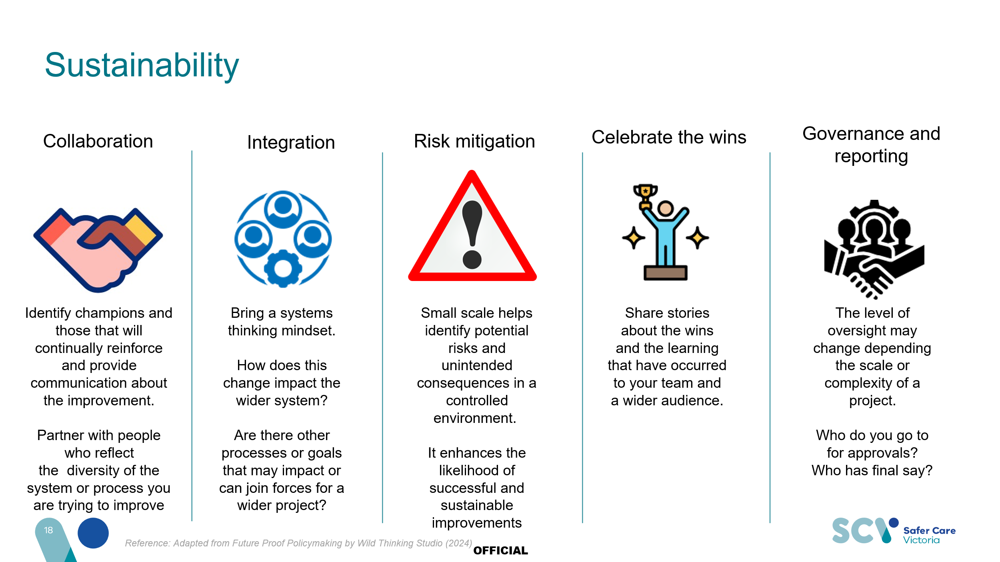 Sustainability
Collaboration
Identify champions and
those that will
continually reinforce
and provide
communication about
the improvement.
Partner with people
who reflect
the  diversity of the
system or process you
are trying to improve
Integration
Bring a systems
thinking mindset.
How does this
change impact the
wider system?
Are there other
processes or goals
that may impact or
can join forces for a
wider project?
Risk mitigation
Small scale helps
identify potential
risks and
unintended
consequences in a
controlled
environment.
It enhances the
likelihood of
successful and
sustainable
improvements
Celebrate the wins
Share stories
about the wins
and the learning
that have occurred
to your team and
a wider audience.
Governance and
reporting
The level of
oversight may
change depending
the scale or
complexity of a
project.
Who do you go to
for approvals?
Who has final say?
18
Reference: Adapted from Future Proof Policymaking by Wild Thinking Studio (2024)
OFFICIAL
SCV
Safer Care
Victoria